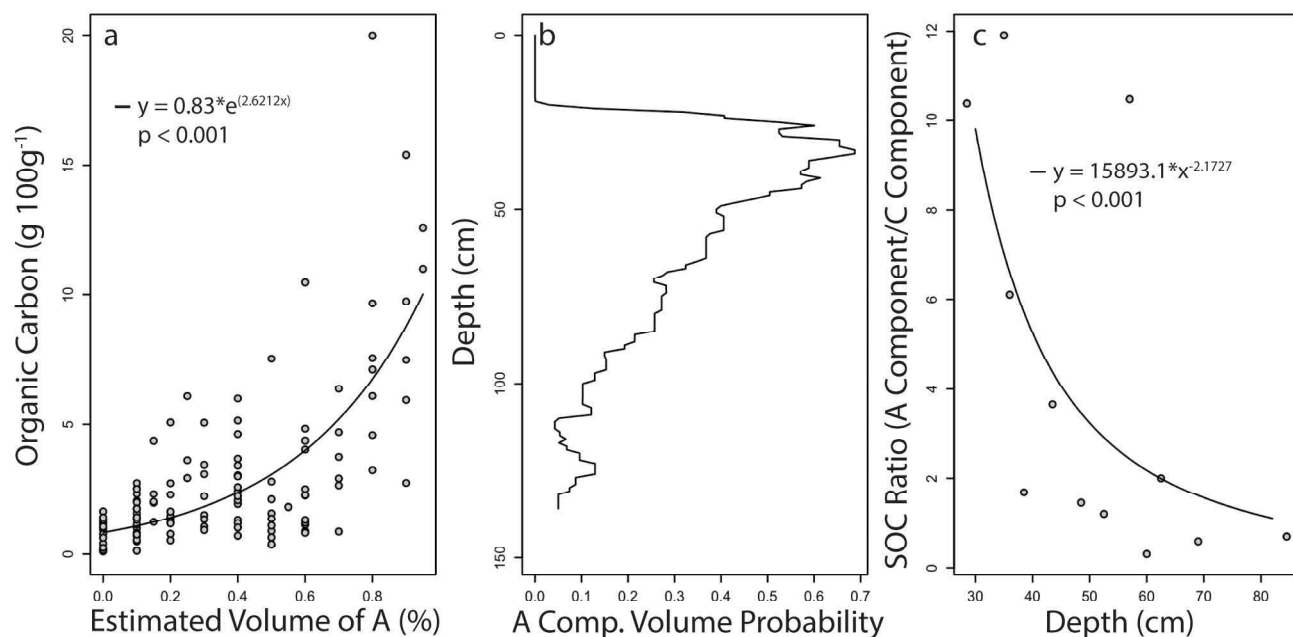 a
y = 0.83*e(2.6212x)
p < 0.001
Organic Carbon (g 100g-1)
0
5
10
15
20
0.0 0.2 0.4 0.6 0.8
Estimated Volume of A (%)
b
0.0 0.1 0.2 0.3 0.4 0.5 0.6 0.7
Depth (cm)
0
50
100
150
A Comp. Volume Probability
c
y = 15893.1*x-2.1727
p < 0.001
SOC Ratio (A Component/C Component)
0
2
4
6
8
10
12
30 40 50 60 70 80
Depth (cm)